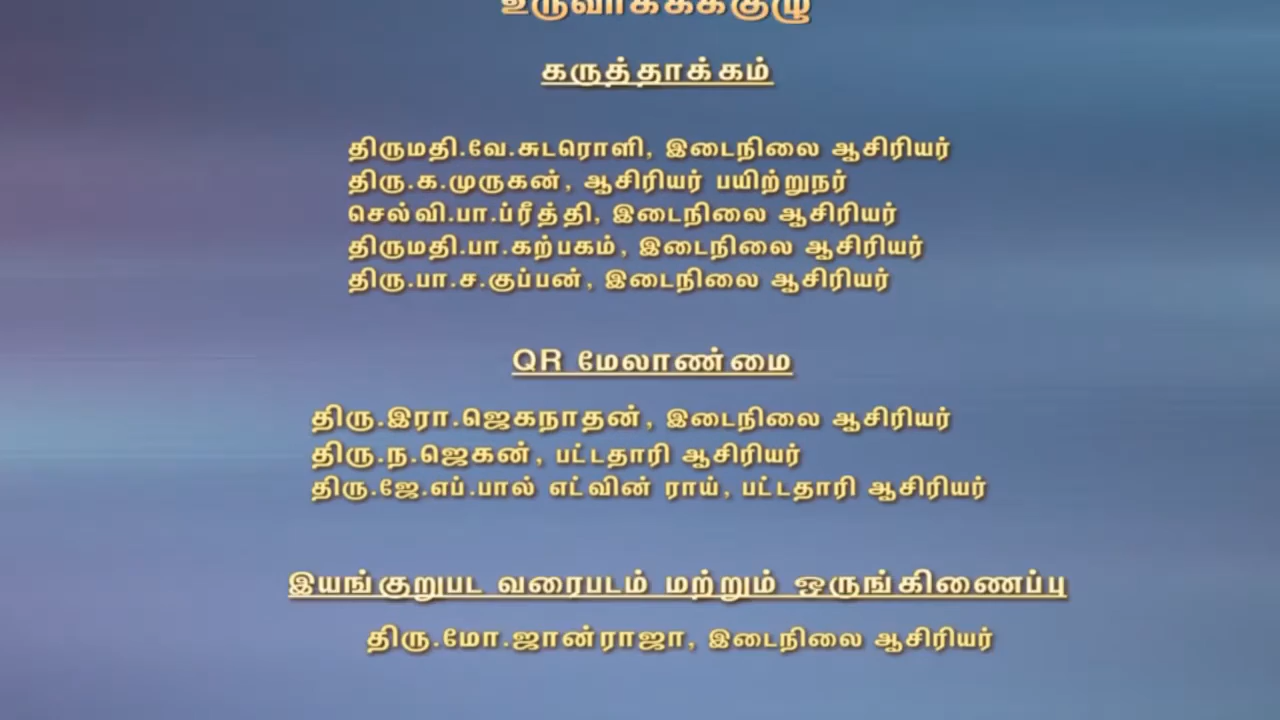 உருவாக்கக்குழு
கருத்தாக்கம்
திருமதி.வே.சுடரொளி, இடைநிலை ஆசிரியர்
திரு.க.முருகன், ஆசிரியர் பயிற்றுநர்
செல்வி.பா.ப்ரீத்தி, இடைநிலை ஆசிரியர்
திருமதி.பா.கற்பகம், இடைநிலை ஆசிரியர்
திரு.பா.ச.குப்பன், இடைநிலை ஆசிரியர்
QR மேலாண்மை
திரு.இரா.ஜெகநாதன், இடைநிலை ஆசிரியர்
திரு.ந.ஜெகன், பட்டதாரி ஆசிரியர்
திரு.ஜே.எப்.பால் எட்வின் ராய், பட்டதாரி ஆசிரியர்
இயங்குறுபட வரைபடம் மற்றும் ஒருங்கிணைப்பு
திரு.மோ.ஜான்ராஜா, இடைநிலை ஆசிரியர்